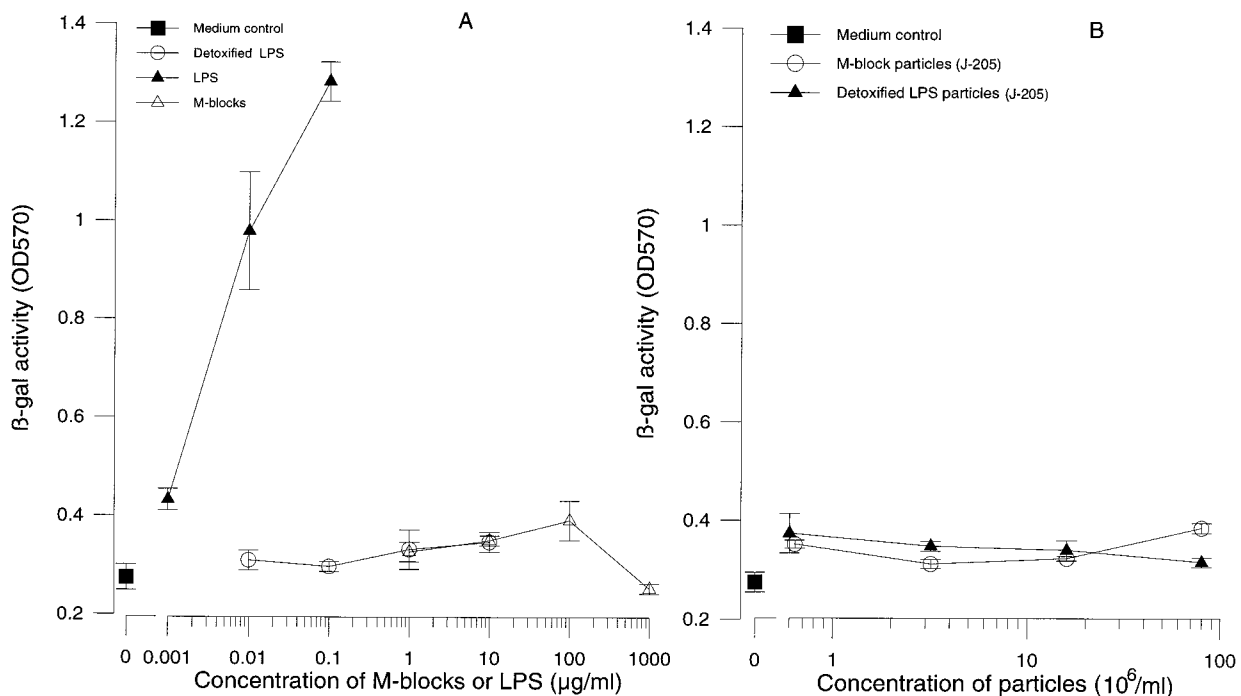 A
Medium control
Detoxified LPS
LPS
M-blocks
1.4
1.2
1
0.8
0.6
0.4
0.2
ß-gal activity (OD570)
0 0.001 0.01 0.1 1 10 100 1000
Concentration of M-blocks or LPS (µg/ml)
B
Medium control
M-block particles (J-205)
Detoxified LPS particles (J-205)
1.4
1.2
1
0.8
0.6
0.4
0.2
ß-gal activity (OD570)
0 1 10 100
Concentration of particles (10⁶/ml)